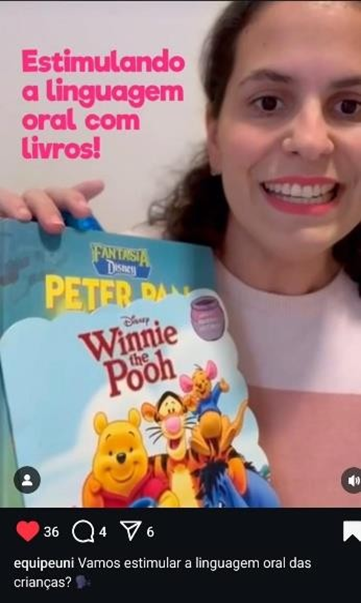 Estimulando
a linguagem
oral com
livros!
FANTASIA
Disney
PETER PAN
Disney
Winnie
the
Pooh
36 4 6
equipeuni Vamos estimular a linguagem oral das
crianças?